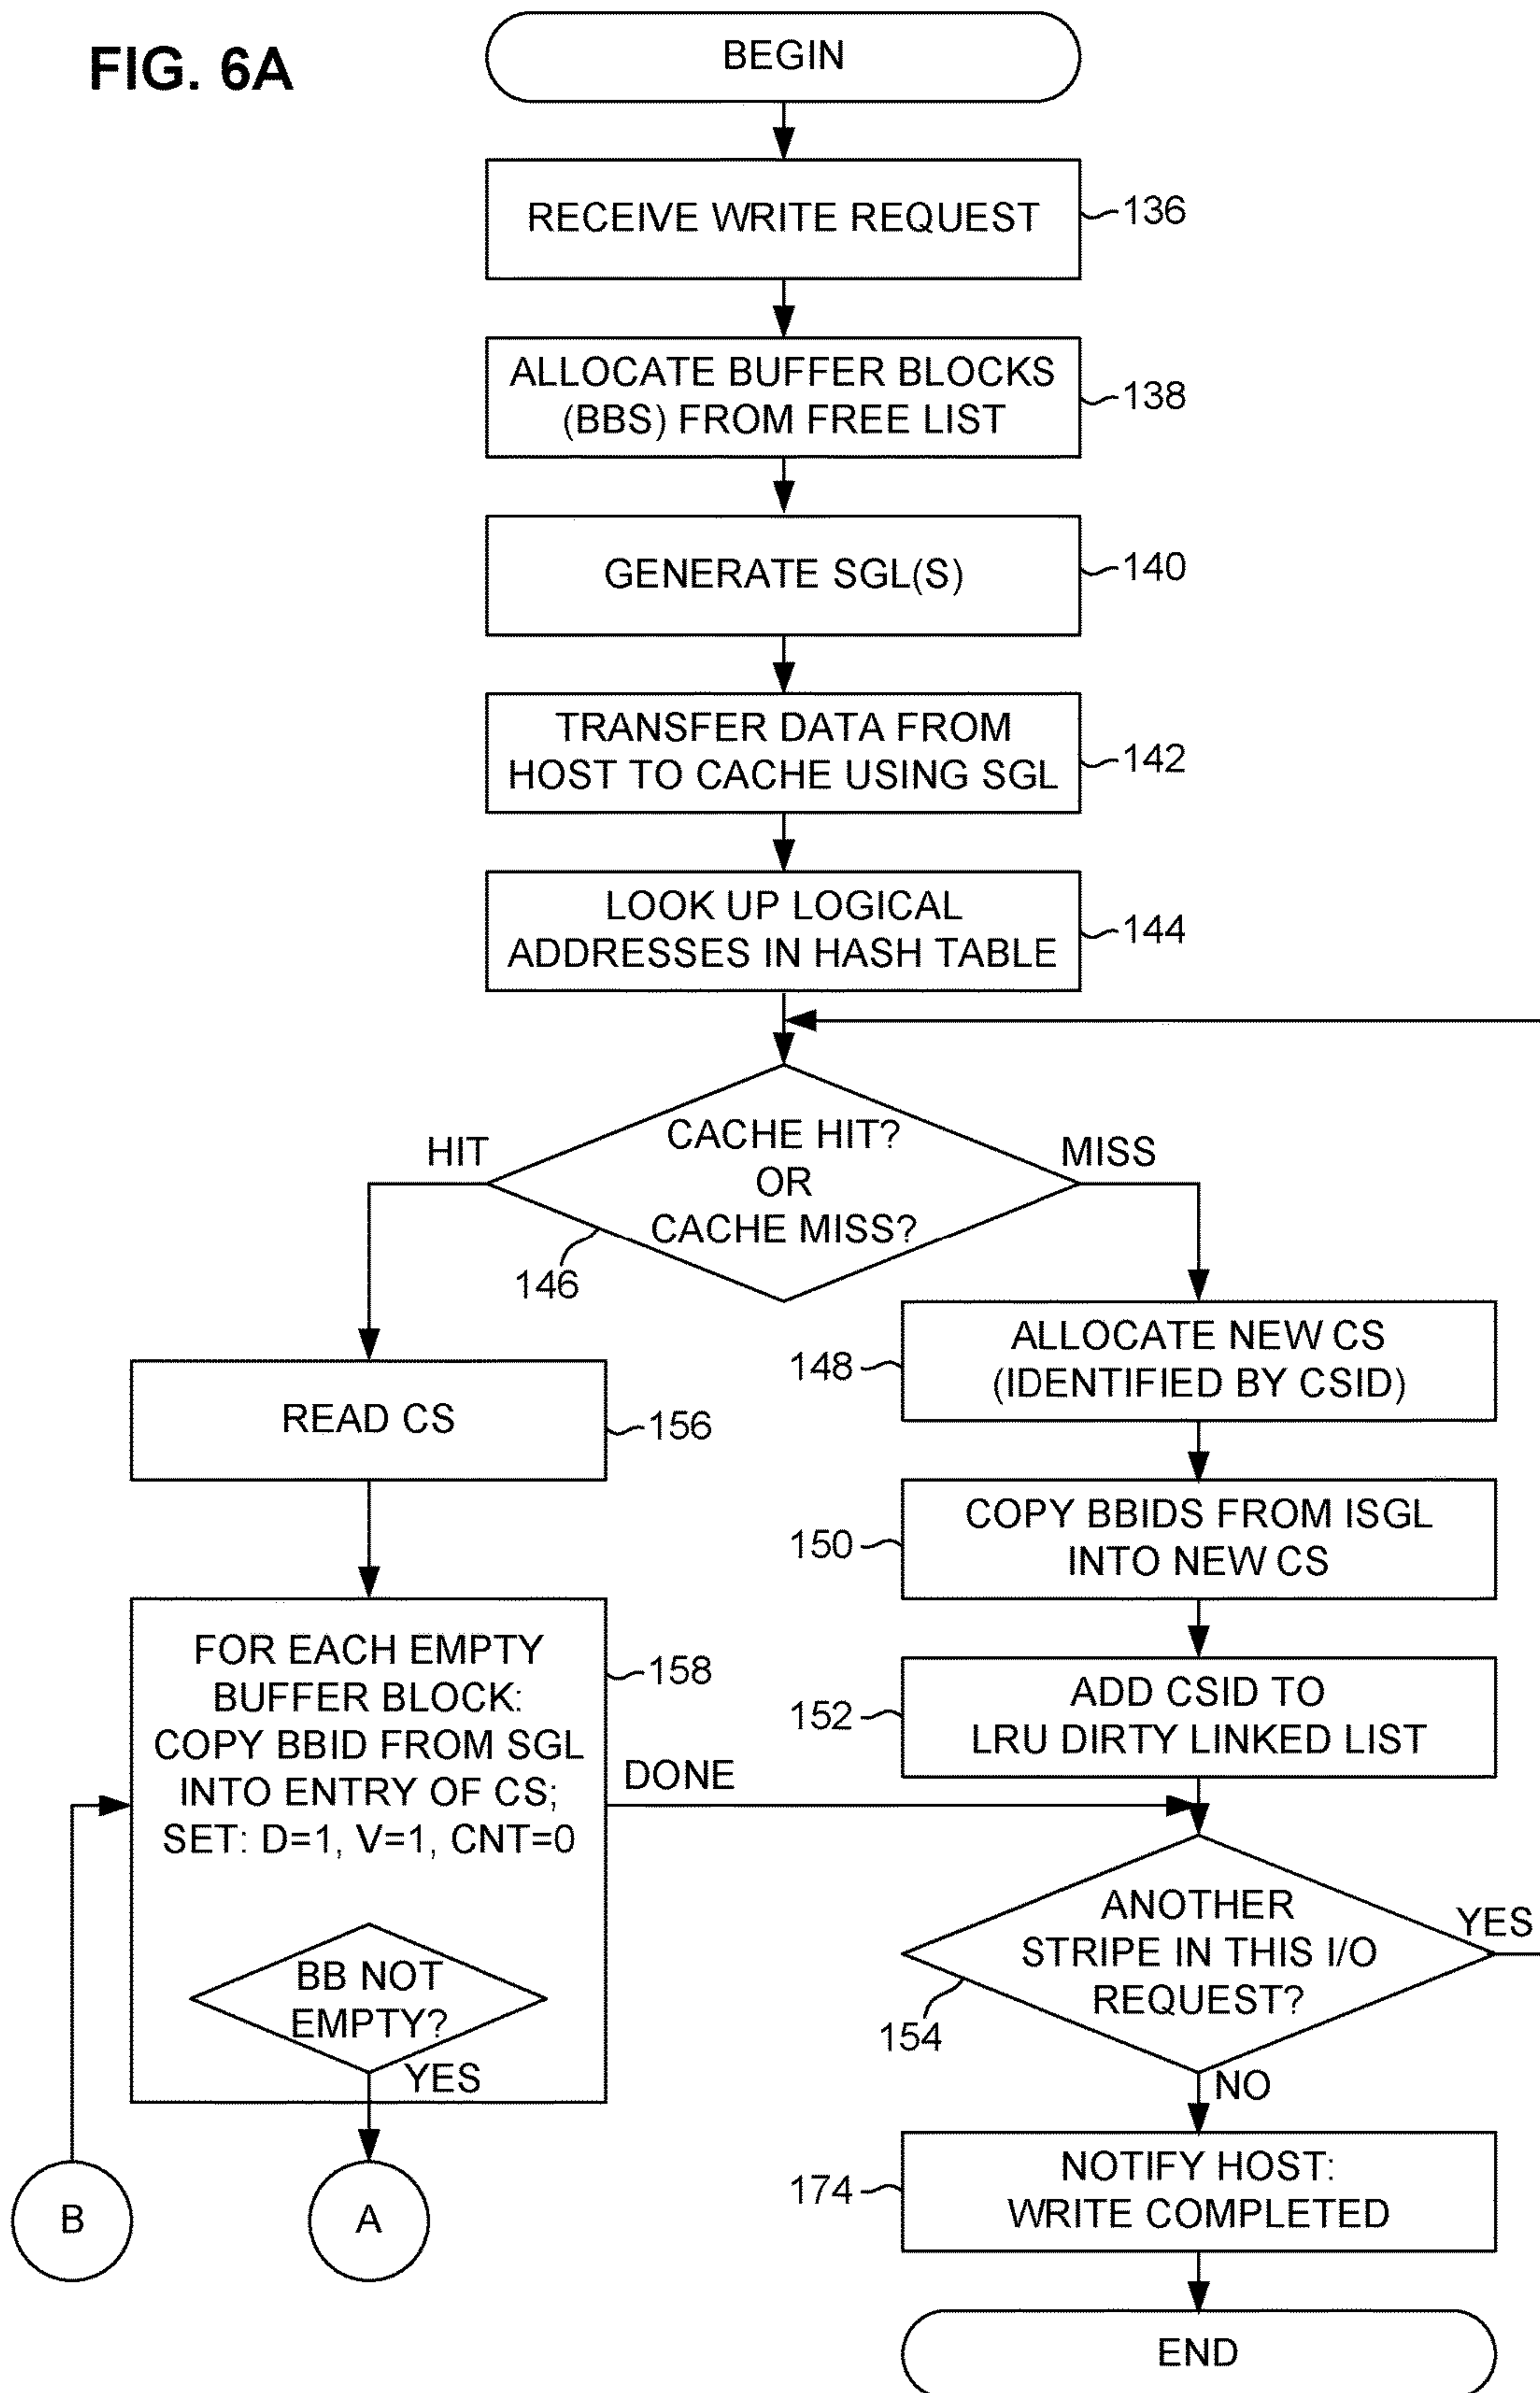 FIG. 6A
BEGIN
RECEIVE WRITE REQUEST
136
ALLOCATE BUFFER BLOCKS
(BBS) FROM FREE LIST
138
GENERATE SGL(S)
140
TRANSFER DATA FROM
HOST TO CACHE USING SGL
142
LOOK UP LOGICAL
ADDRESSES IN HASH TABLE
144
HIT
CACHE HIT?
OR
CACHE MISS?
MISS
146
ALLOCATE NEW CS
(IDENTIFIED BY CSID)
148
READ CS
156
COPY BBIDS FROM ISGL
INTO NEW CS
150
FOR EACH EMPTY
BUFFER BLOCK:
COPY BBID FROM SGL
INTO ENTRY OF CS;
SET: D=1, V=1, CNT=0
158
ADD CSID TO
LRU DIRTY LINKED LIST
152
DONE
BB NOT
EMPTY?
YES
ANOTHER
STRIPE IN THIS I/O
REQUEST?
YES
154
NO
B
A
NOTIFY HOST:
WRITE COMPLETED
174
END